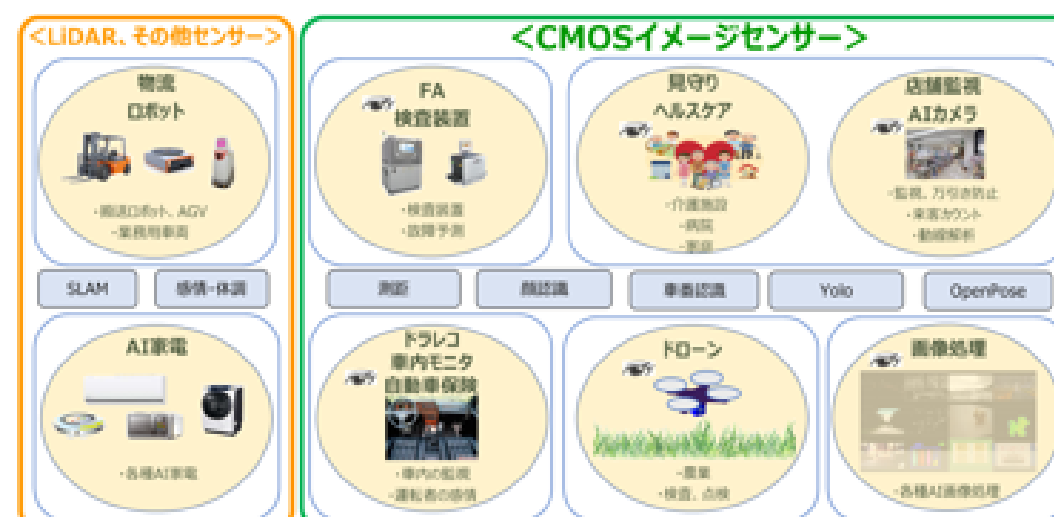 <LiDAR、その他センサー>
<CMOSイメージセンサー>
物流
ロボット
・搬送ロボット、AGV
・業務用車両
FA
検査装置
・検査装置
・故障予測
見守り
ヘルスケア
・介護施設
・病院
・家庭
店舗監視
AIカメラ
・監視、万引き防止
・来客カウント
・動線解析
SLAM
感情・体調
測距
顔認識
車番認識
Yolo
OpenPose
AI家電
・各種AI家電
ドラレコ
車内モニタ
自動車保険
・車内の監視
・運転者の感情
ドローン
・農業
・検査、点検
画像処理
・各種AI画像処理